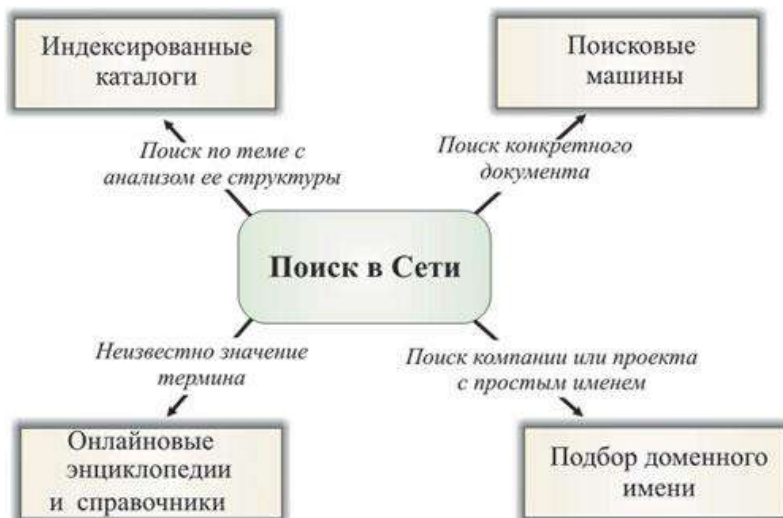 Индексированные
каталоги
Поисковые
машины
Поиск по теме с
анализом ее структуры
Поиск конкретного
документа
Поиск в Сети
Неизвестно значение
термина
Поиск компании или проекта
с простым именем
Онлайновые
энциклопедии
и справочники
Подбор доменного
имени